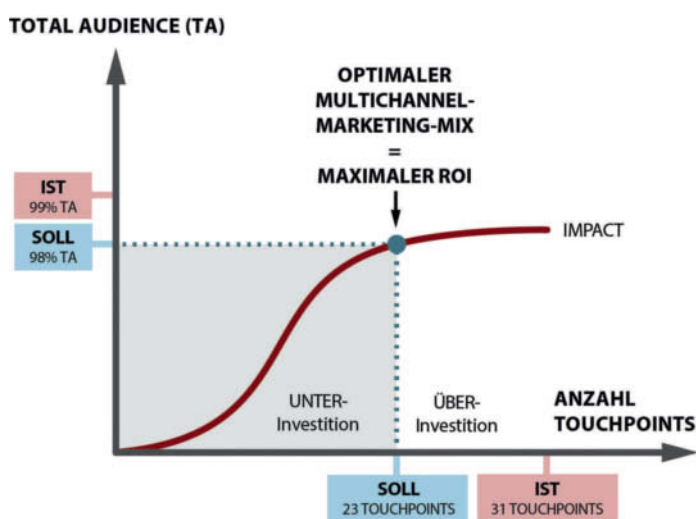 TOTAL AUDIENCE (TA)
OPTIMALER
MULTICHANNEL-
MARKETING-MIX
=
MAXIMALER ROI
IST
99% TA
SOLL
98% TA
IMPACT
UNTER-
Investition
ÜBER-
Investition
ANZAHL
TOUCHPOINTS
SOLL
23 TOUCHPOINTS
IST
31 TOUCHPOINTS